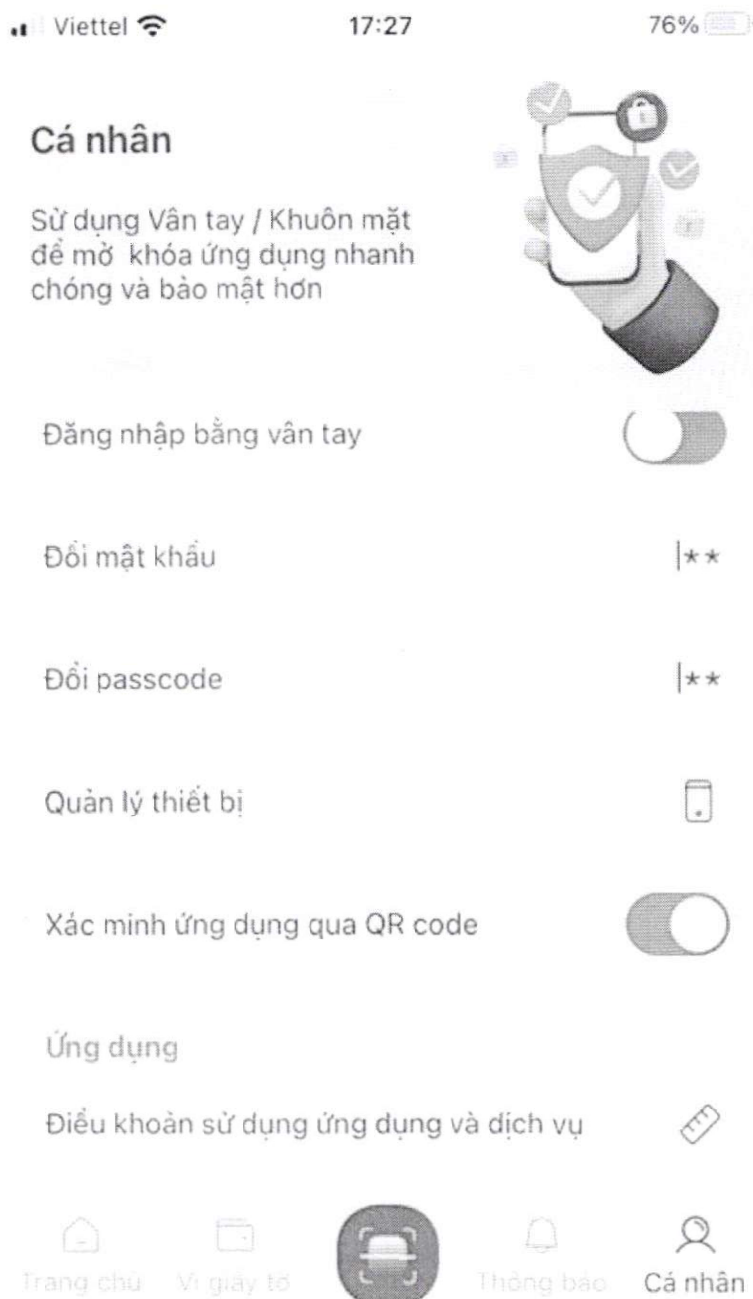 Viettel 17:27 76%
Cá nhân
Sử dụng Vân tay / Khuôn mặt
để mở khóa ứng dụng nhanh
chóng và bảo mật hơn
Đăng nhập bằng vân tay
Đổi mật khẩu |**
Đổi passcode |**
Quản lý thiết bị
Xác minh ứng dụng qua QR code
Ứng dụng
Điều khoản sử dụng ứng dụng và dịch vụ
Trang chủ Ví giấy tờ Thông báo Cá nhân